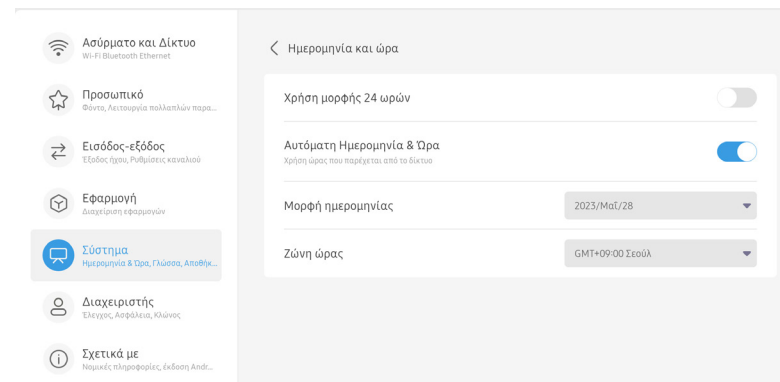 Ασύρματο και Δίκτυο
Wi-Fi Bluetooth Ethernet
Προσωπικό
Φόντο, Λειτουργία πολλαπλών παρα...
Εισόδος-εξόδος
Έξοδος ήχου, Ρυθμίσεις καναλιού
Εφαρμογή
Διαχείριση εφαρμογών
Σύστημα
Ημερομηνία & Ώρα, Γλώσσα, Αποθήκ...
Διαχειριστής
Έλεγχος, Ασφάλεια, Κλώνος
Σχετικά με
Νομικές πληροφορίες, έκδοση Andr...
Ημερομηνία και ώρα
Χρήση μορφής 24 ωρών
Αυτόματη Ημερομηνία & Ώρα
Χρήση ώρας που παρέχεται από το δίκτυο
Μορφή ημερομηνίας 2023/Μαΐ/28
Ζώνη ώρας GMT+09:00 Σεούλ